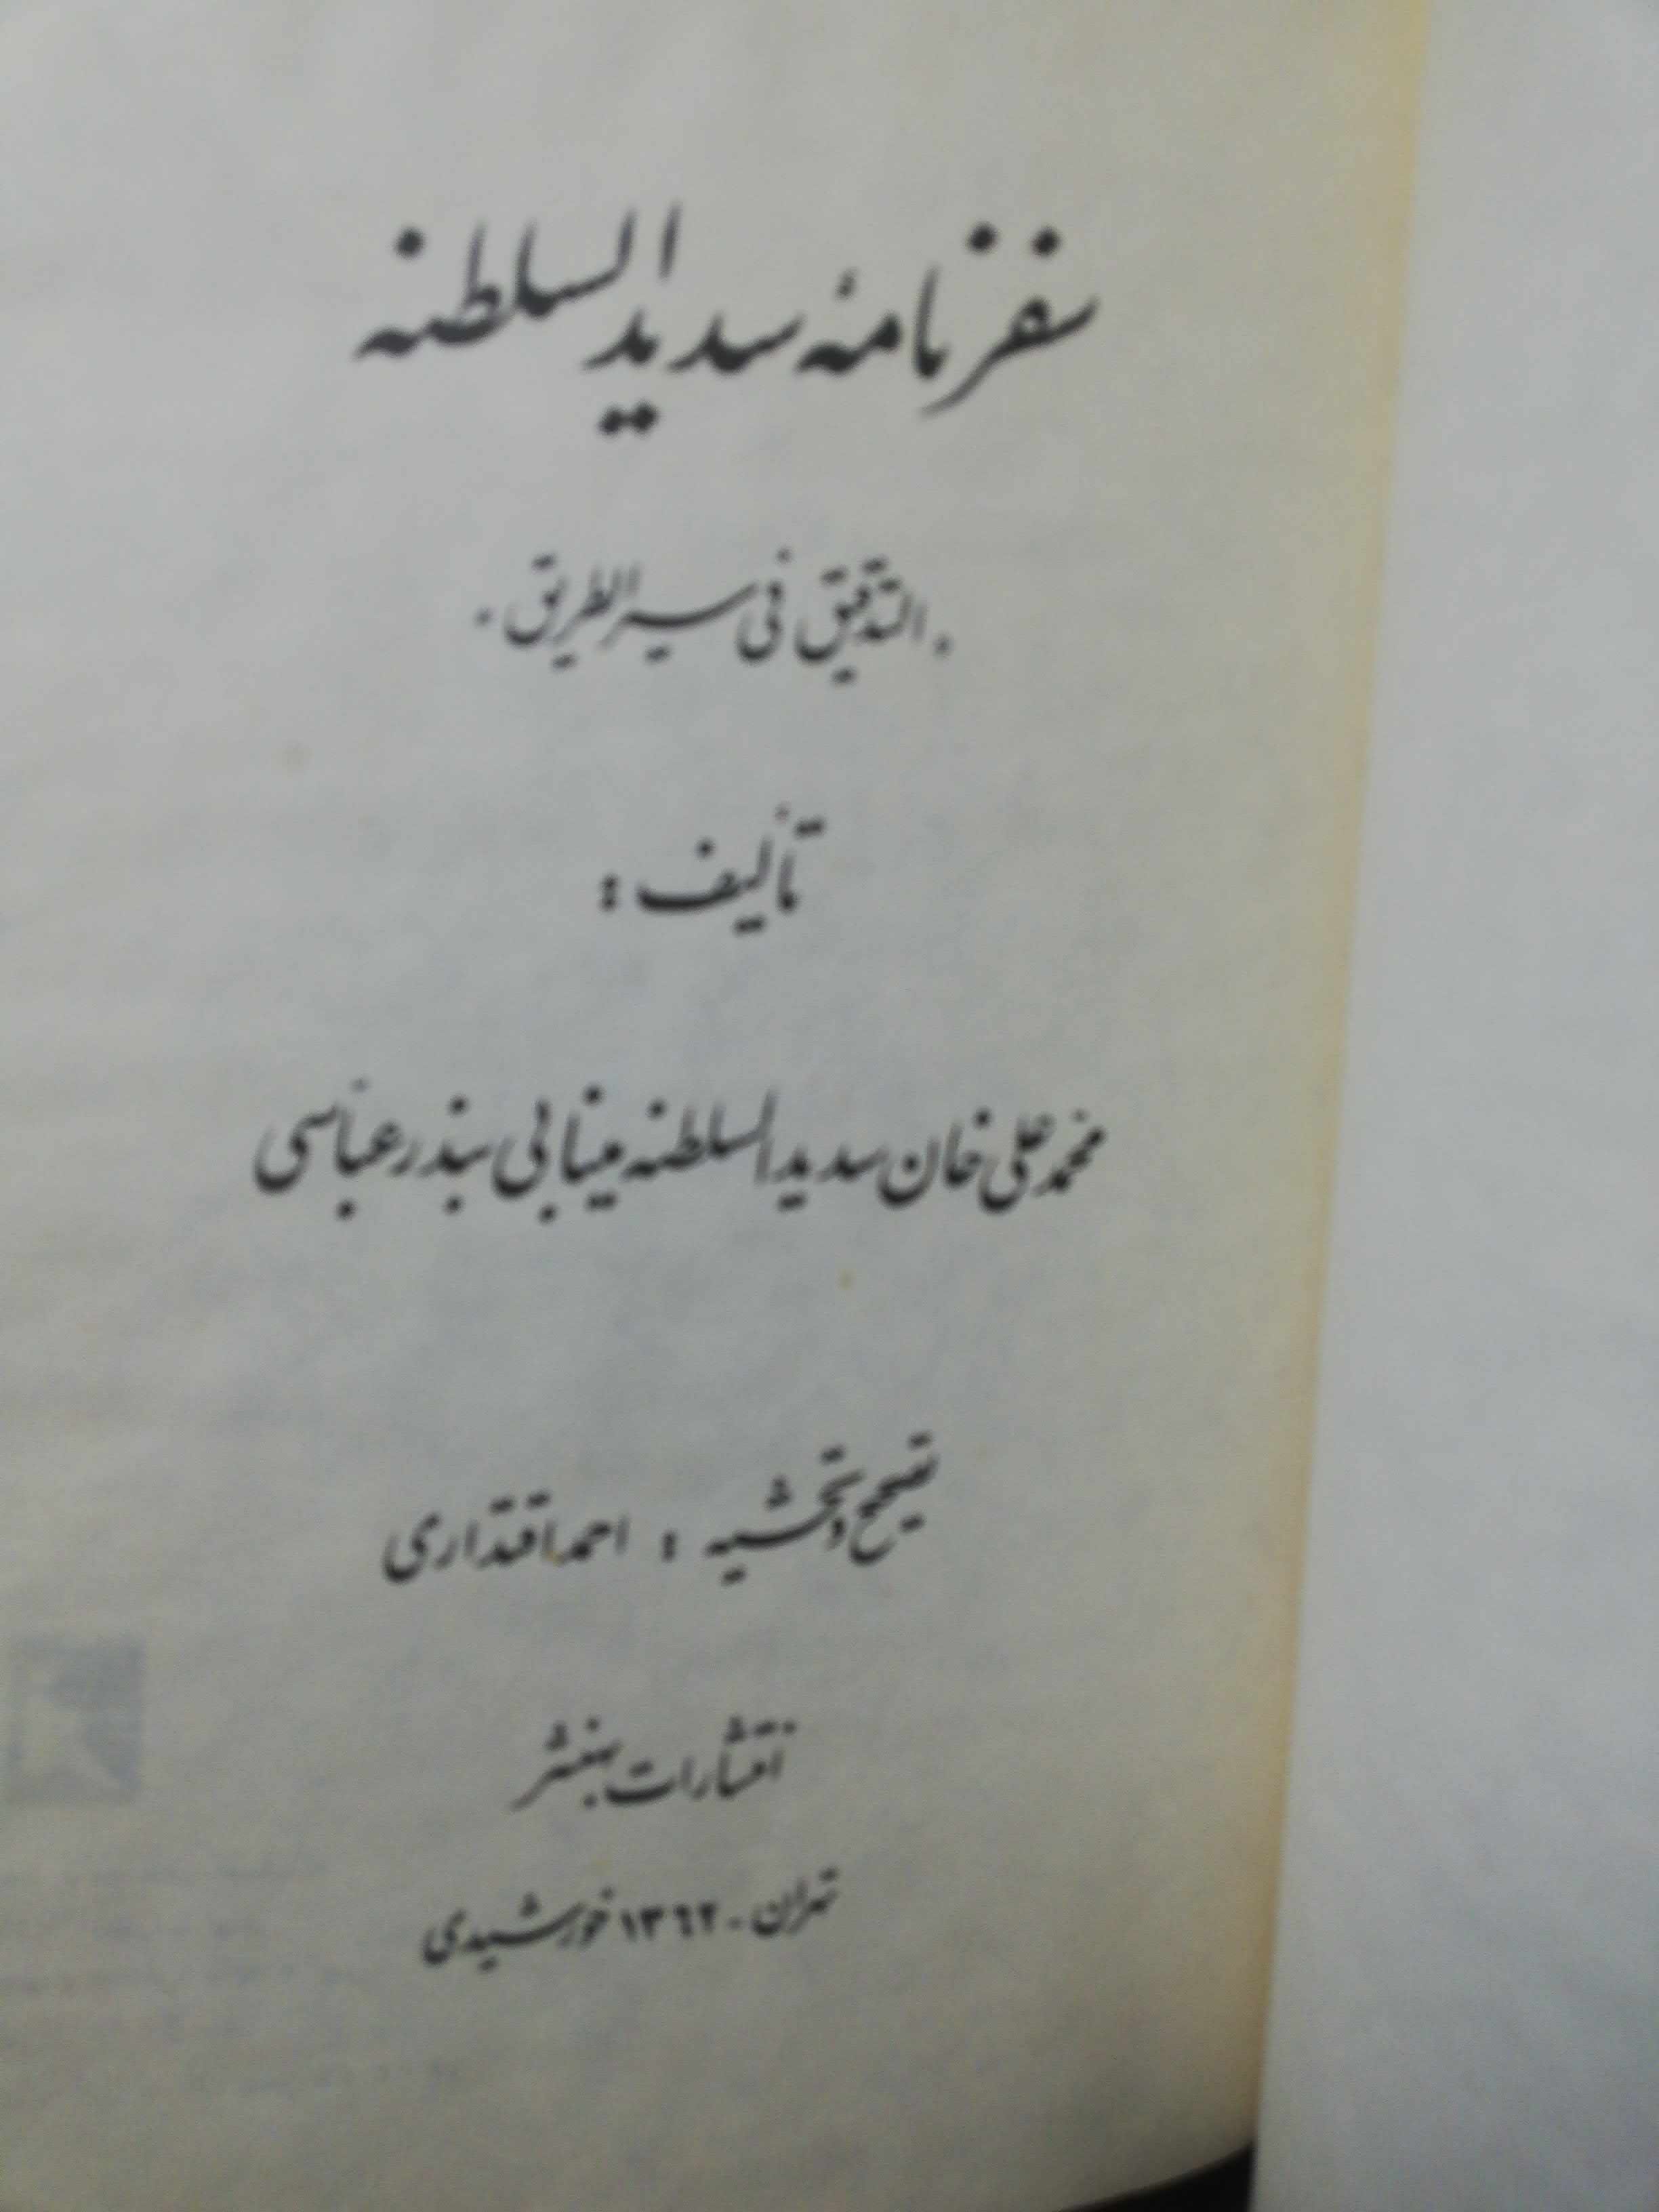 سفرنامهٔ سدیدالسلطنه
« التدقیق فی سیر الطریق »
تألیف :
محمدعلی خان سدیدالسلطنه مینابی بندرعباسی
تصحیح و تحشیه : احمد اقتداری
انتشارات بهنشر
تهران - ۱۳۶۲ خورشیدی